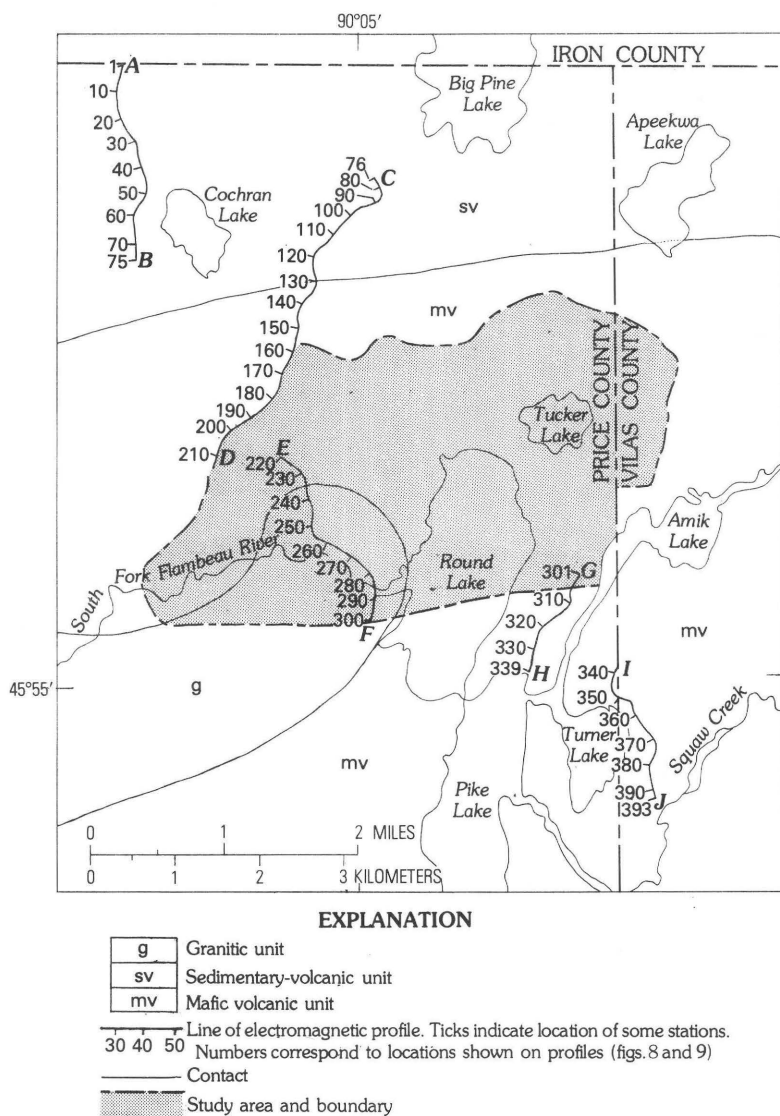 90°05'
IRON COUNTY
1 A
10
20
30
40
50
60
70
75 B
Big Pine
Lake
Apeekwa
Lake
Cochran
Lake
76
80
C
90
100
110
120
130
140
150
160
170
180
190
200
210
D
sv
mv
PRICE COUNTY
VILAS COUNTY
Tucker
Lake
E
220
230
240
250
260
270
280
290
300
F
South Fork Flambeau River
Round
Lake
Amik
Lake
301 G
310
320
330
339 H
mv
340 I
350
360
370
380
390
393 J
Turner
Lake
Squaw Creek
45°55'
g
mv
Pike
Lake
0 1 2 MILES
0 1 2 3 KILOMETERS
EXPLANATION
g Granitic unit
sv Sedimentary-volcanic unit
mv Mafic volcanic unit
30 40 50 Line of electromagnetic profile. Ticks indicate location of some stations.
Numbers correspond to locations shown on profiles (figs. 8 and 9)
Contact
Study area and boundary